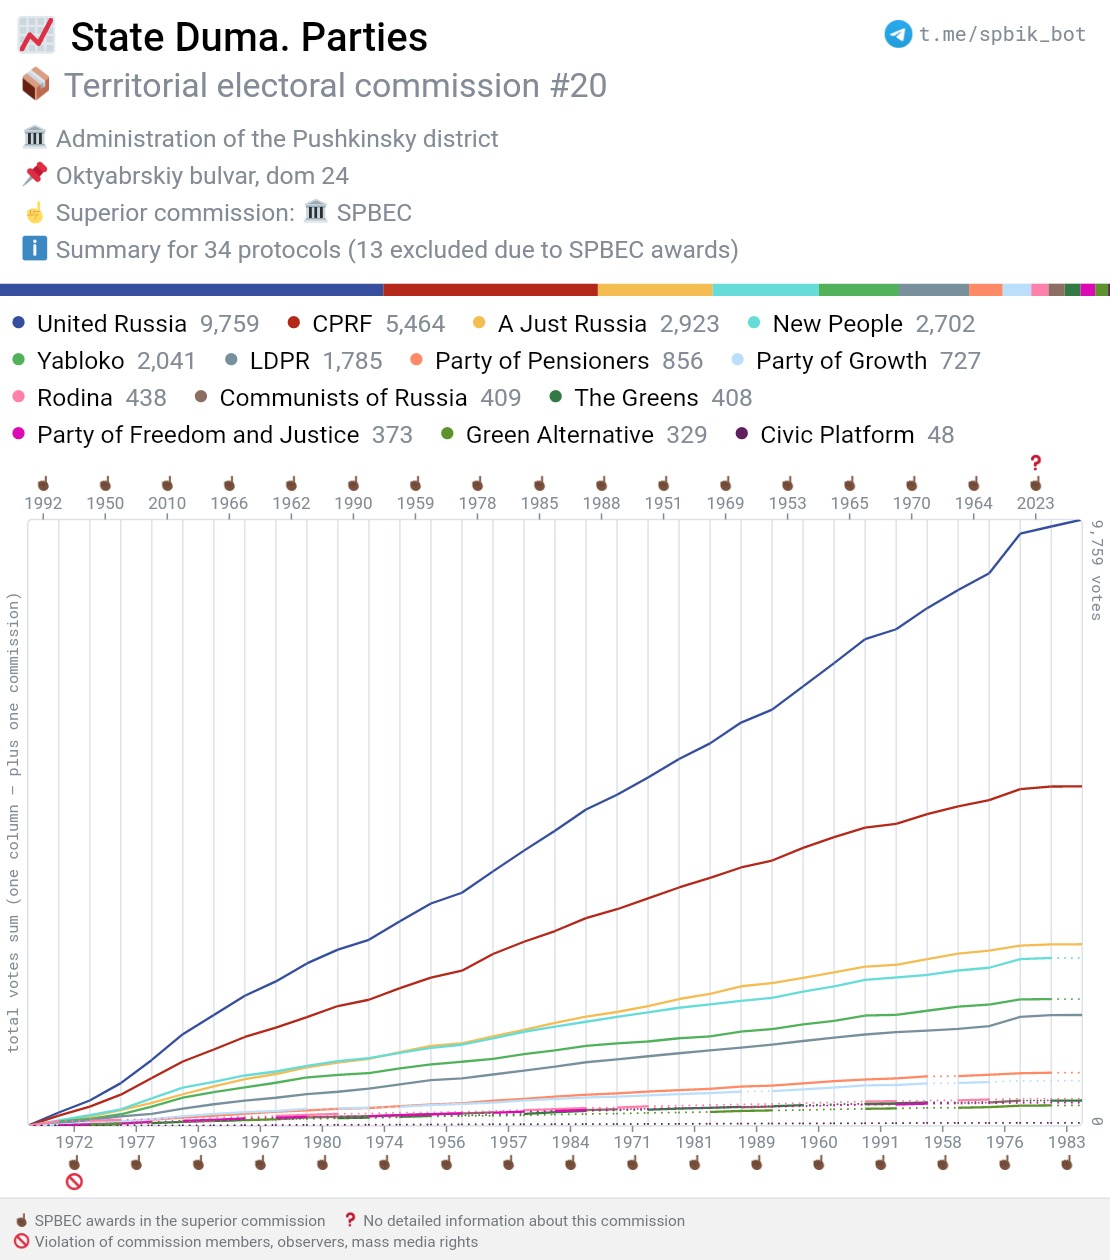 State Duma. Parties
t.me/spbik_bot
Territorial electoral commission #20
Administration of the Pushkinsky district
Oktyabrskiy bulvar, dom 24
Superior commission: SPBEC
Summary for 34 protocols (13 excluded due to SPBEC awards)
United Russia 9,759 CPRF 5,464 A Just Russia 2,923 New People 2,702
Yabloko 2,041 LDPR 1,785 Party of Pensioners 856 Party of Growth 727
Rodina 438 Communists of Russia 409 The Greens 408
Party of Freedom and Justice 373 Green Alternative 329 Civic Platform 48
1992 1950 2010 1966 1962 1990 1959 1978 1985 1988 1951 1969 1953 1965 1970 1964 2023
9,759 votes
total votes sum (one column – plus one commission)
0
1972 1977 1963 1967 1980 1974 1956 1957 1984 1971 1981 1989 1960 1991 1958 1976 1983
SPBEC awards in the superior commission ? No detailed information about this commission
Violation of commission members, observers, mass media rights